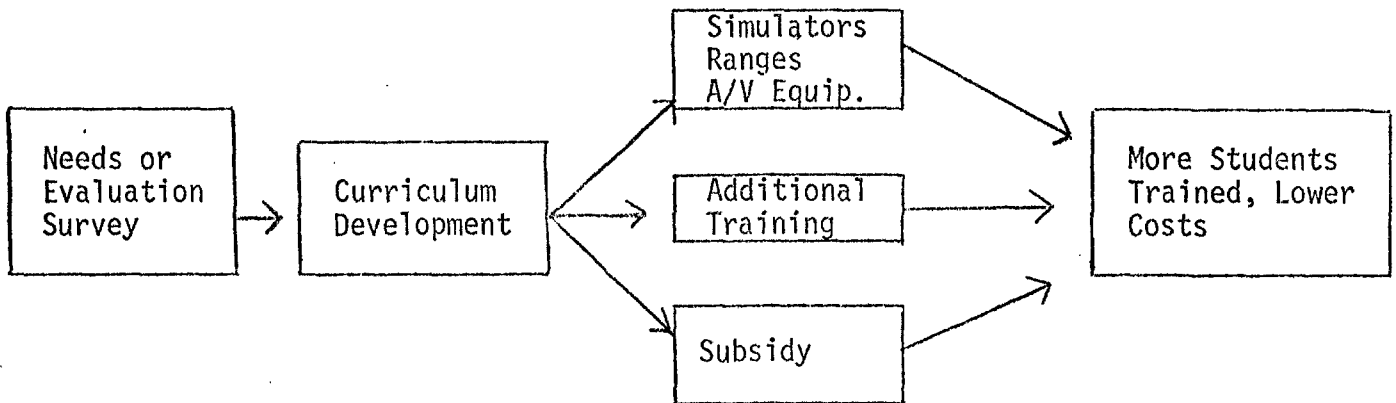 Needs or
Evaluation
Survey
Curriculum
Development
Simulators
Ranges
A/V Equip.
Additional
Training
Subsidy
More Students
Trained, Lower
Costs